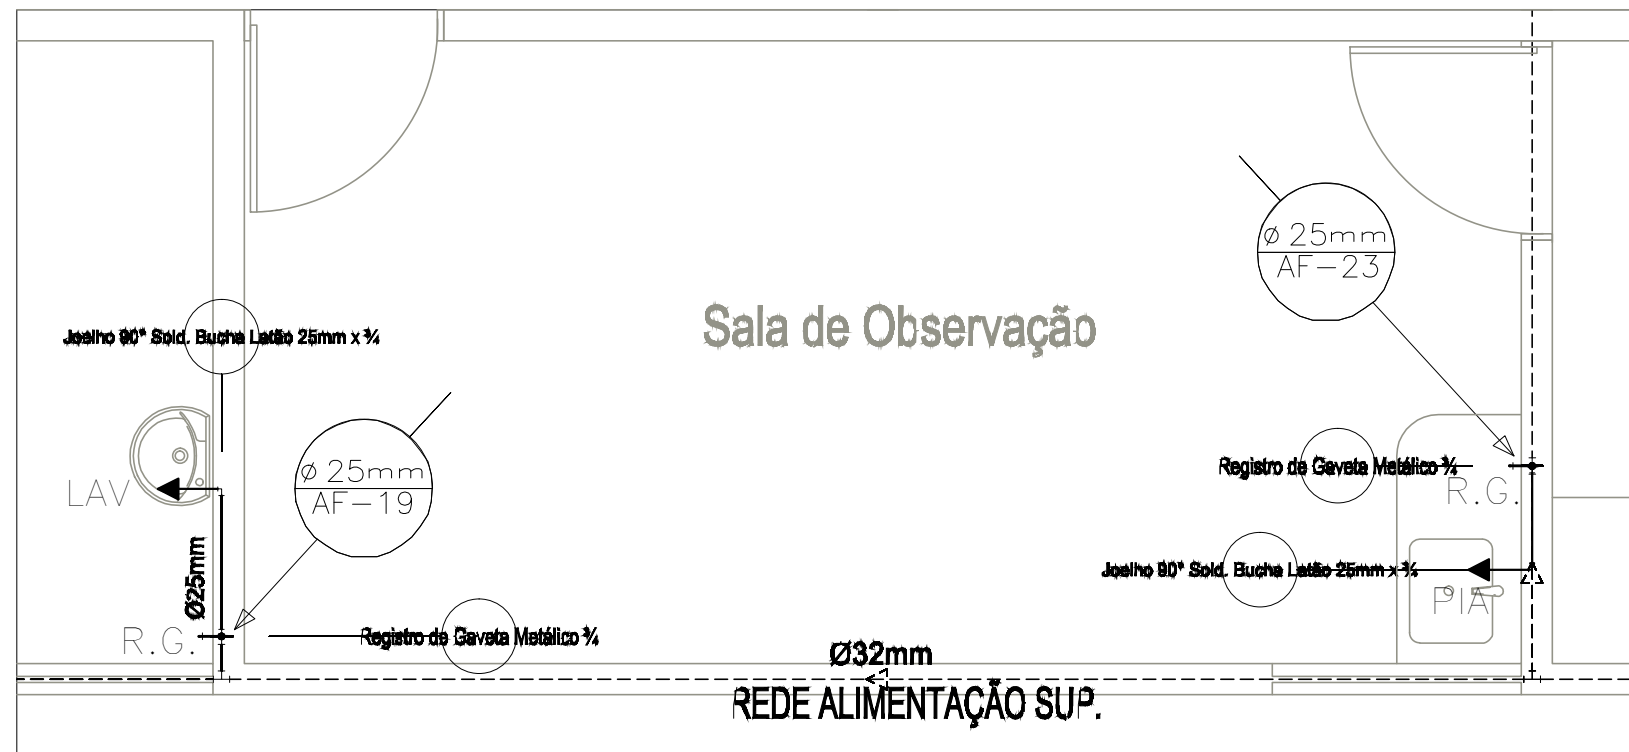 ø 25mm
AF-23
Sala de Observação
Joelho 90° Sold. Bucha Latão 25mm x ¾
ø 25mm
AF-19
LAV
Registro de Gaveta Metálico ¾
R.G.
Ø25mm
Joelho 90° Sold. Bucha Latão 25mm x ¾
PIA
R.G.
Registro de Gaveta Metálico ¾
Ø32mm
REDE ALIMENTAÇÃO SUP.